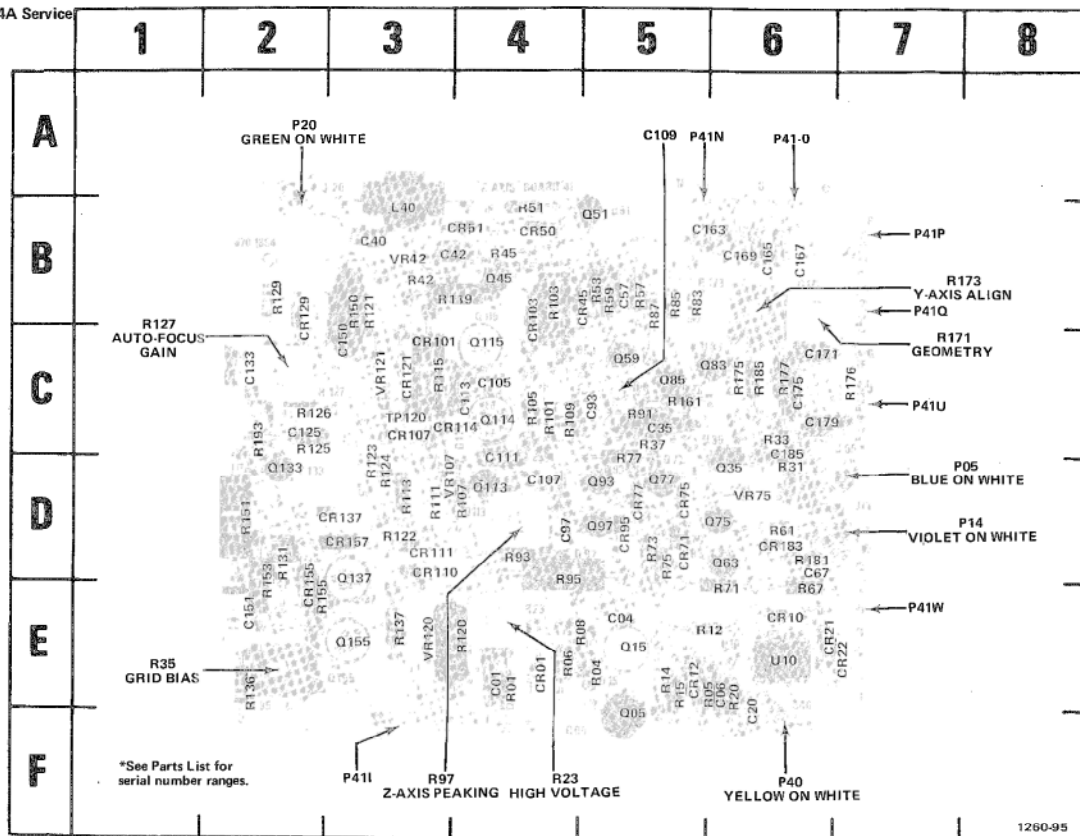 4A Service
1 2 3 4 5 6 7 8
A
P20
GREEN ON WHITE
C109 P41N P41-0
L40 R51 Q51
B
C40 CR51 CR50 C163
VR42 C42 R45 C169 C165 C167
P41P
R42 Q45
R129 CR129 R150 R121 R139 CR103 R103 CR45 R53 R59 C57 R57 R87 R85 R83
R173
Y-AXIS ALIGN
P41Q
R127
AUTO-FOCUS
GAIN
C150 CR101 Q115
R171
GEOMETRY
C
C133 VR121 CR121 R115 C113 C105 Q59 Q85 Q83 R175 R185 R177 C175 C171 R176
R126 TP120 CR114 Q114 R105 R101 R109 C93 R91 R161 C179
P41U
R193 C125 CR107 C35 R33
R125 C111 R77 R37 C185
Q133 R123 R124 VR107 Q113 C107 Q93 Q77 Q35 R31
P05
BLUE ON WHITE
D
R151 R113 R111 R107 CR77 CR75 VR75
CR137 C97 Q97 CR95 Q75 R61
P14
VIOLET ON WHITE
CR157 R122 CR111 R93 R73 CR71 CR183
R153 R131 CR155 Q137 CR110 R95 R75 Q63 R181
C67
R155 R71 R67
C151
P41W
E
R137 VR120 R120 R08 C04 R12 CR10 CR21 CR22
Q155 Q15 U10
R35
GRID BIAS
R136 C01 R01 CR01 R06 R04 R14 R15 CR12 R05 C06 R20 C20
Q05
F
*See Parts List for
serial number ranges.
P41I R97
Z-AXIS PEAKING
R23
HIGH VOLTAGE
P40
YELLOW ON WHITE
1260-95